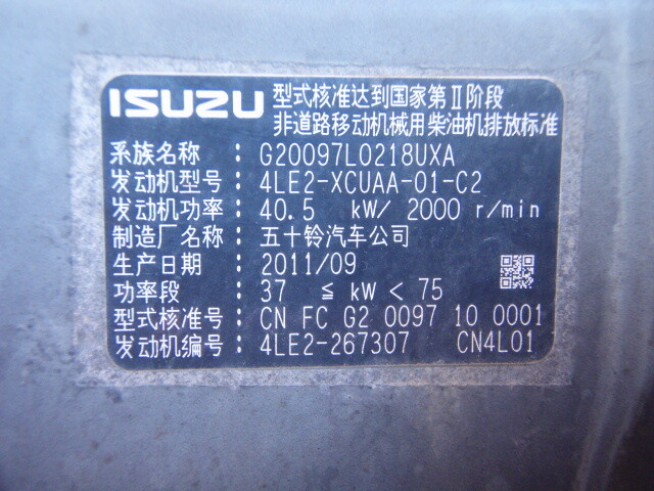 ISUZU 型式核准达到国家第Ⅱ阶段
非道路移动机械用柴油机排放标准
系族名称 : G20097L0218UXA
发动机型号 : 4LE2-XCUAA-01-C2
发动机功率 : 40.5 kW/ 2000 r/min
制造厂名称 : 五十铃汽车公司
生产日期 : 2011/09
功率段 : 37 ≦ kW < 75
型式核准号 : CN FC G2 0097 10 0001
发动机编号 : 4LE2-267307 CN4L01